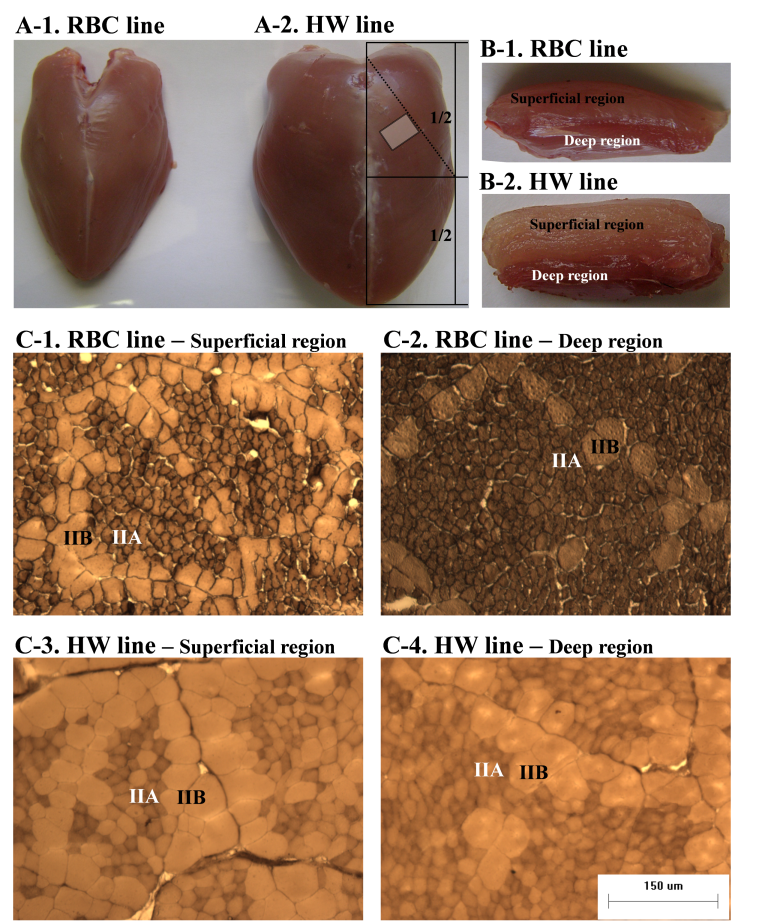 A-1. RBC line
A-2. HW line
1/2
1/2
B-1. RBC line
Superficial region
Deep region
B-2. HW line
Superficial region
Deep region
C-1. RBC line – Superficial region
IIB
IIA
C-2. RBC line – Deep region
IIB
IIA
C-3. HW line – Superficial region
IIA
IIB
C-4. HW line – Deep region
IIA
IIB
150 um